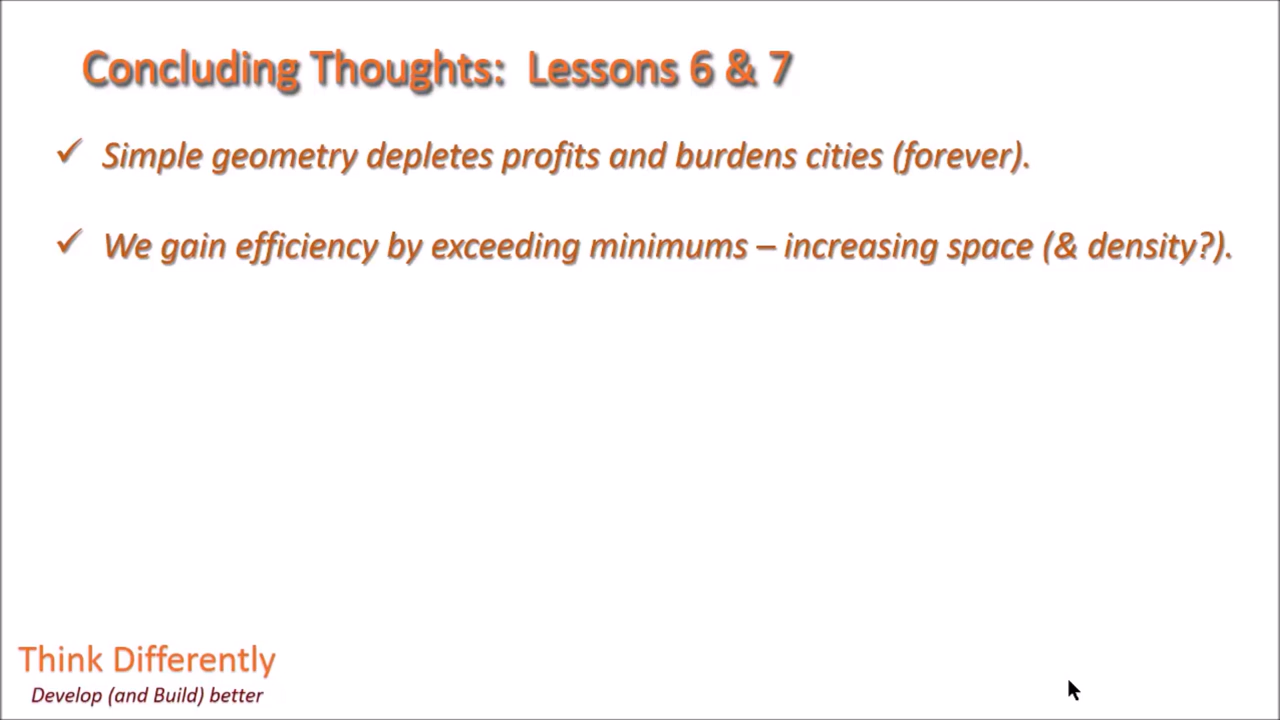 Concluding Thoughts: Lessons 6 & 7
✓ Simple geometry depletes profits and burdens cities (forever).
✓ We gain efficiency by exceeding minimums – increasing space (& density?).
Think Differently
Develop (and Build) better